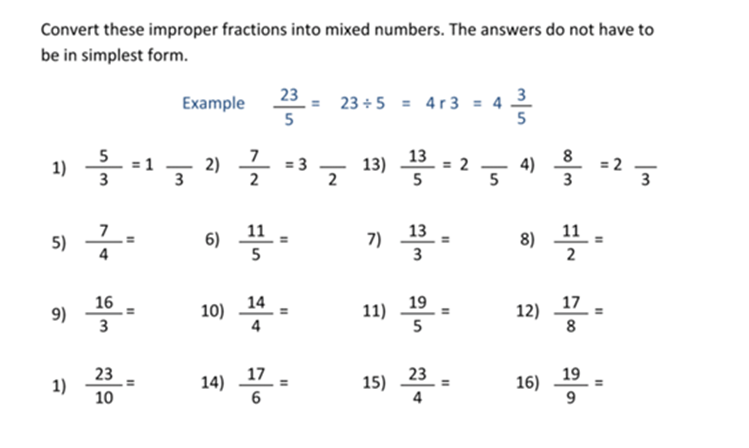 Convert these improper fractions into mixed numbers. The answers do not have to
be in simplest form.
Example 23/5 = 23 ÷ 5 = 4 r 3 = 4 3/5
1) 5/3 = 1 __/3 2) 7/2 = 3 __/2 13) 13/5 = 2 __/5 4) 8/3 = 2 __/3
5) 7/4 = 6) 11/5 = 7) 13/3 = 8) 11/2 =
9) 16/3 = 10) 14/4 = 11) 19/5 = 12) 17/8 =
1) 23/10 = 14) 17/6 = 15) 23/4 = 16) 19/9 =